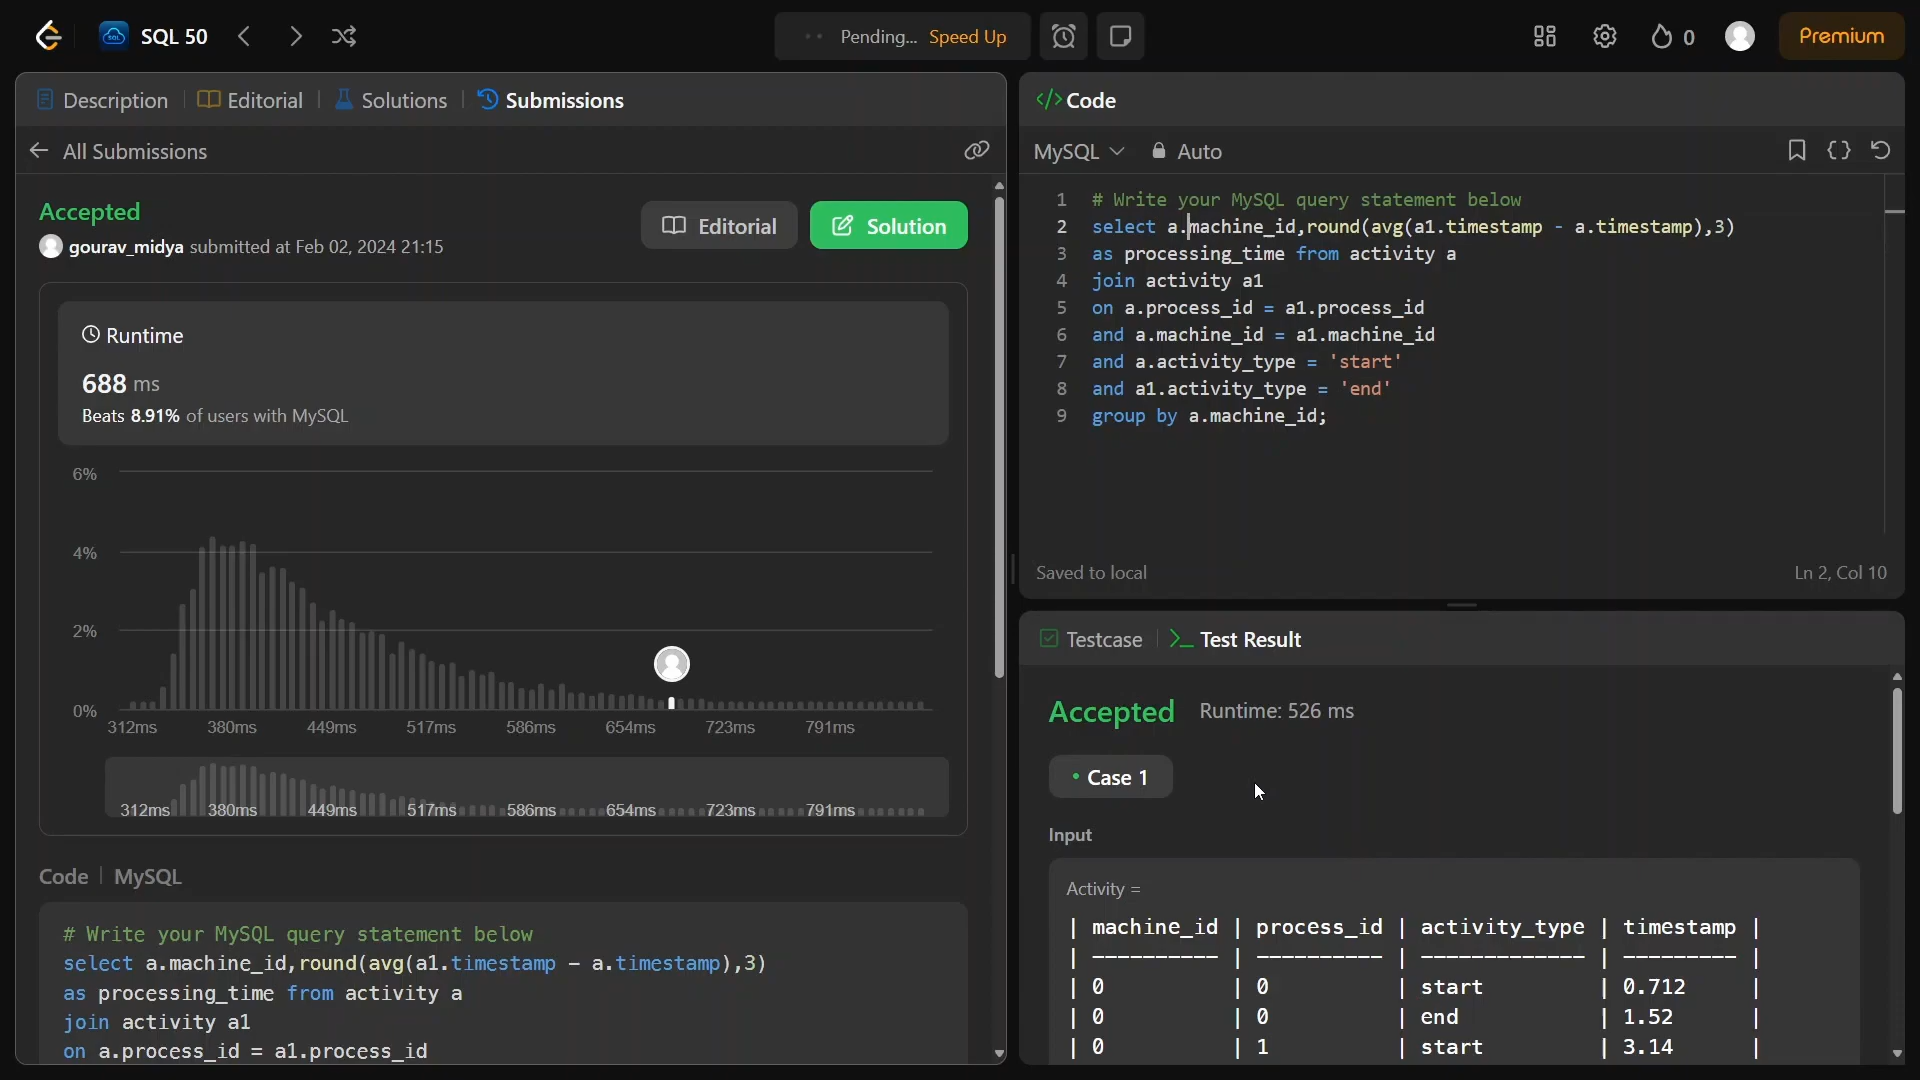 SQL 50
Pending... Speed Up
0
Premium
Description
Editorial
Solutions
Submissions
All Submissions
Accepted
gourav_midya submitted at Feb 02, 2024 21:15
Editorial
Solution
Runtime
688 ms
Beats 8.91% of users with MySQL
6%
4%
2%
0%
312ms 380ms 449ms 517ms 586ms 654ms 723ms 791ms
312ms 380ms 449ms 517ms 586ms 654ms 723ms 791ms
Code | MySQL
# Write your MySQL query statement below
select a.machine_id,round(avg(a1.timestamp - a.timestamp),3)
as processing_time from activity a
join activity a1
on a.process_id = a1.process_id
</> Code
MySQL
Auto
1 # Write your MySQL query statement below
2 select a.machine_id,round(avg(a1.timestamp - a.timestamp),3)
3 as processing_time from activity a
4 join activity a1
5 on a.process_id = a1.process_id
6 and a.machine_id = a1.machine_id
7 and a.activity_type = 'start'
8 and a1.activity_type = 'end'
9 group by a.machine_id;
Saved to local
Ln 2, Col 10
Testcase
>_ Test Result
Accepted Runtime: 526 ms
Case 1
Input
Activity =
| machine_id | process_id | activity_type | timestamp |
| ---------- | ---------- | ------------- | --------- |
| 0 | 0 | start | 0.712 |
| 0 | 0 | end | 1.52 |
| 0 | 1 | start | 3.14 |